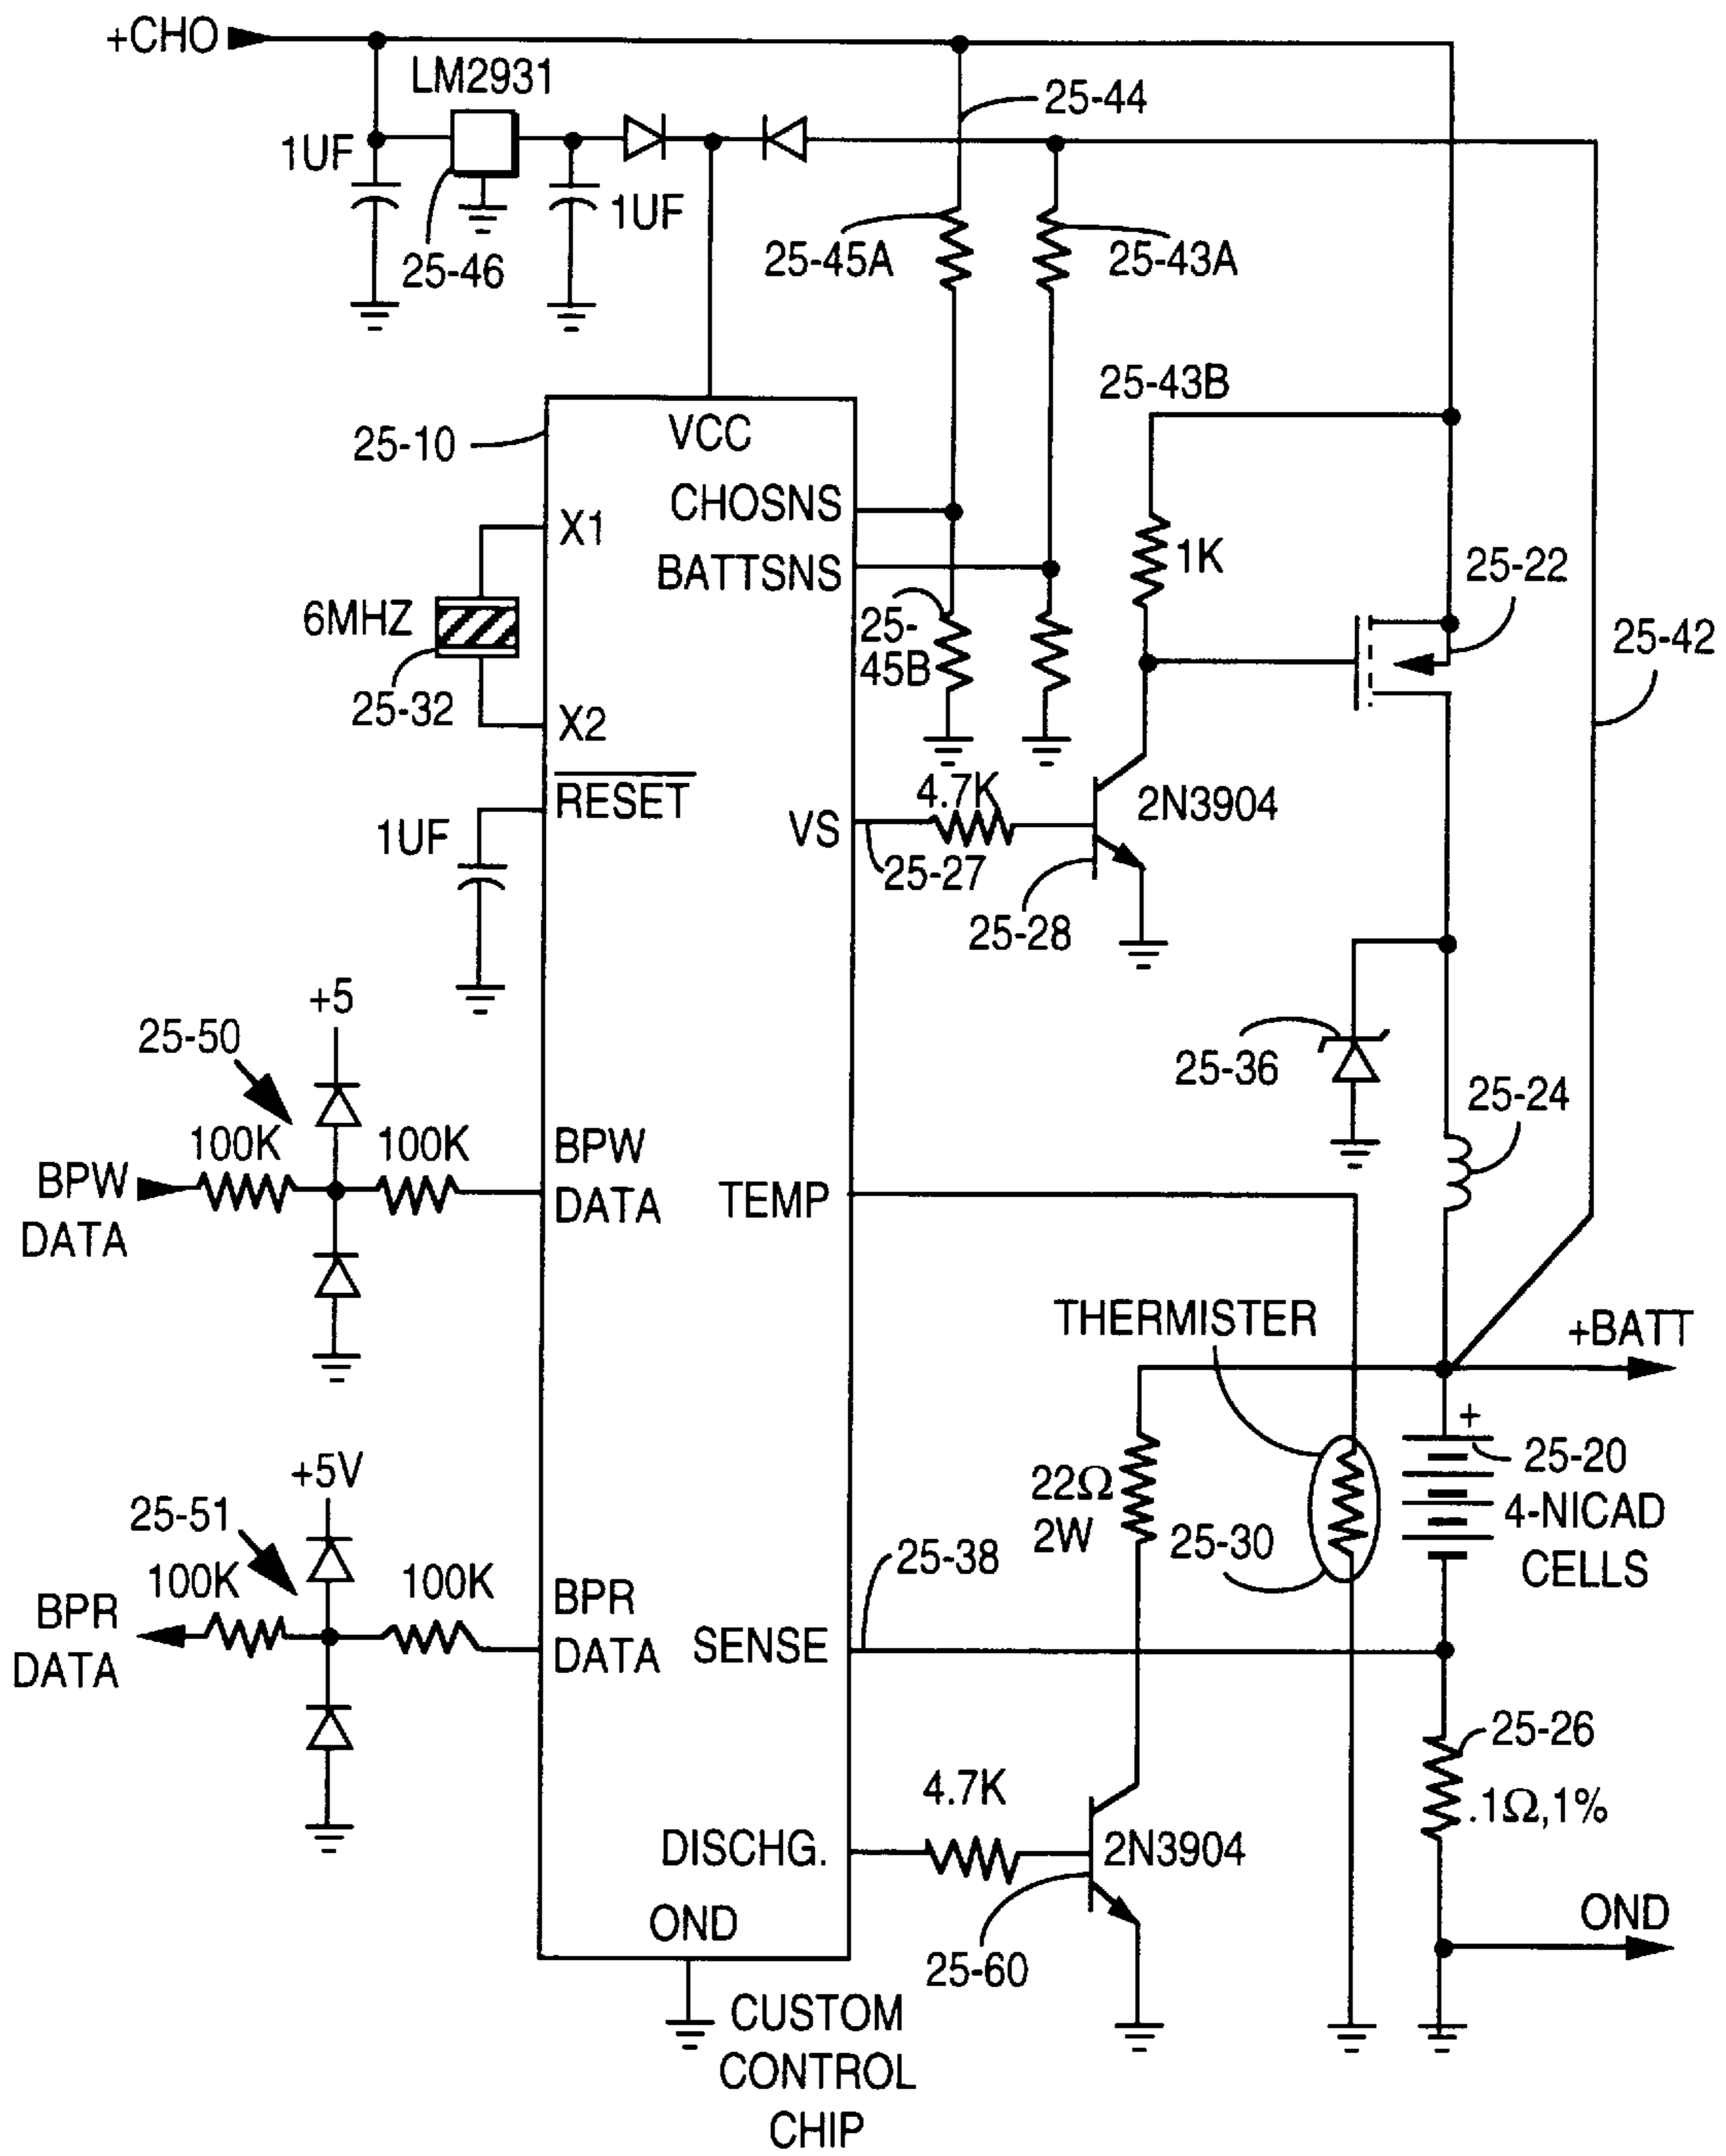 +CHO
LM2931
25-44
1UF
1UF
25-46
25-45A
25-43A
25-43B
25-10
VCC
CHOSNS
X1
BATTSNS
1K
25-22
6MHZ
25-
45B
25-42
25-32
X2
RESET
4.7K
2N3904
1UF
VS
25-27
25-28
+5
25-50
25-36
25-24
100K
100K
BPW
DATA
BPW
DATA
TEMP
THERMISTER
+BATT
+
25-20
4-NICAD
CELLS
22Ω
2W
25-30
+5V
25-51
25-38
100K
100K
BPR
DATA
BPR
DATA
SENSE
25-26
.1Ω,1%
4.7K
DISCHG.
2N3904
OND
OND
25-60
CUSTOM
CONTROL
CHIP